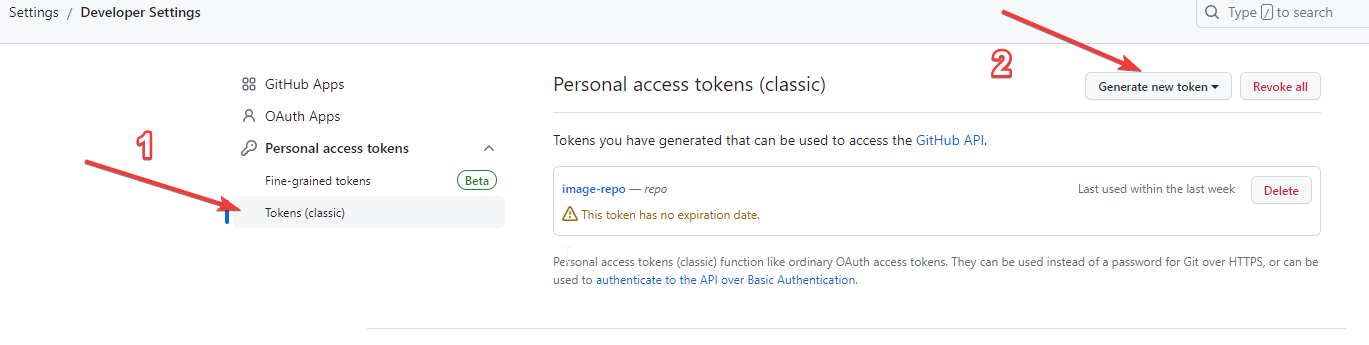 Settings / Developer Settings
Type / to search
1
2
GitHub Apps
OAuth Apps
Personal access tokens
Fine-grained tokens Beta
Tokens (classic)
Personal access tokens (classic)
Generate new token
Revoke all
Tokens you have generated that can be used to access the GitHub API.
image-repo — repo
Last used within the last week
Delete
This token has no expiration date.
Personal access tokens (classic) function like ordinary OAuth access tokens. They can be used instead of a password for Git over HTTPS, or can be
used to authenticate to the API over Basic Authentication.